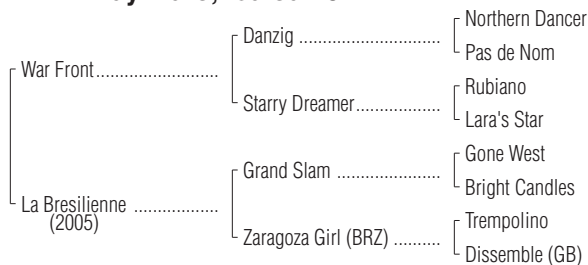 Northern Dancer
Danzig
Pas de Nom
War Front
Rubiano
Starry Dreamer
Lara's Star
Gone West
Grand Slam
Bright Candles
La Bresilienne
(2005)
Trempolino
Zaragoza Girl (BRZ)
Dissemble (GB)